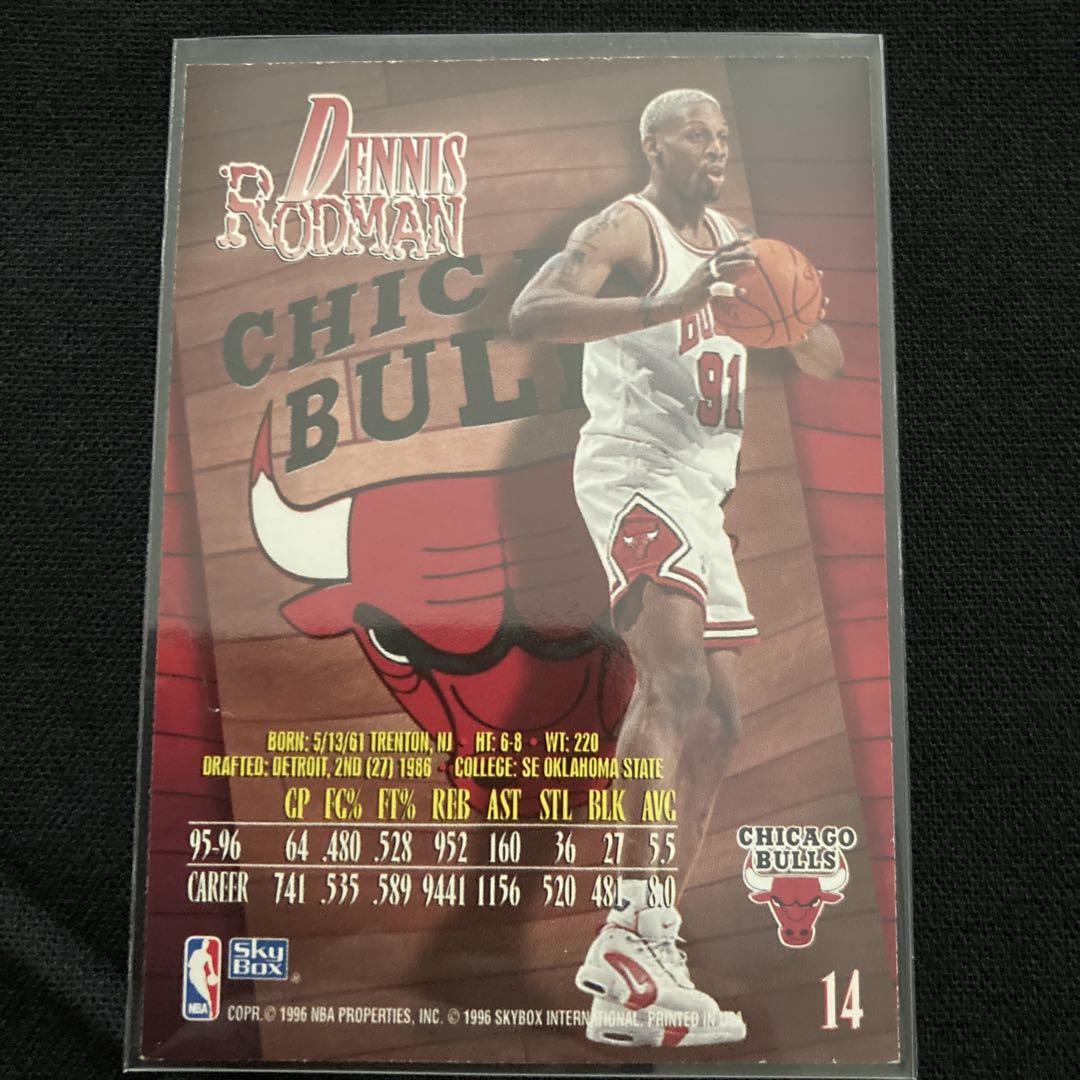 DENNIS
RODMAN
CHIC
BULL
BU
91
BORN: 5/13/61 TRENTON, NJ • HT: 6-8 • WT: 220
DRAFTED: DETROIT, 2ND (27) 1986 • COLLEGE: SE OKLAHOMA STATE
GP FG% FT% REB AST STL BLK AVG
95-96 64 .480 .528 952 160 36 27 5.5
CAREER 741 .535 .589 9441 1156 520 481 8.0
CHICAGO
BULLS
NBA
SkyBox®
COPR. © 1996 NBA PROPERTIES, INC. © 1996 SKYBOX INTERNATIONAL. PRINTED IN USA
14